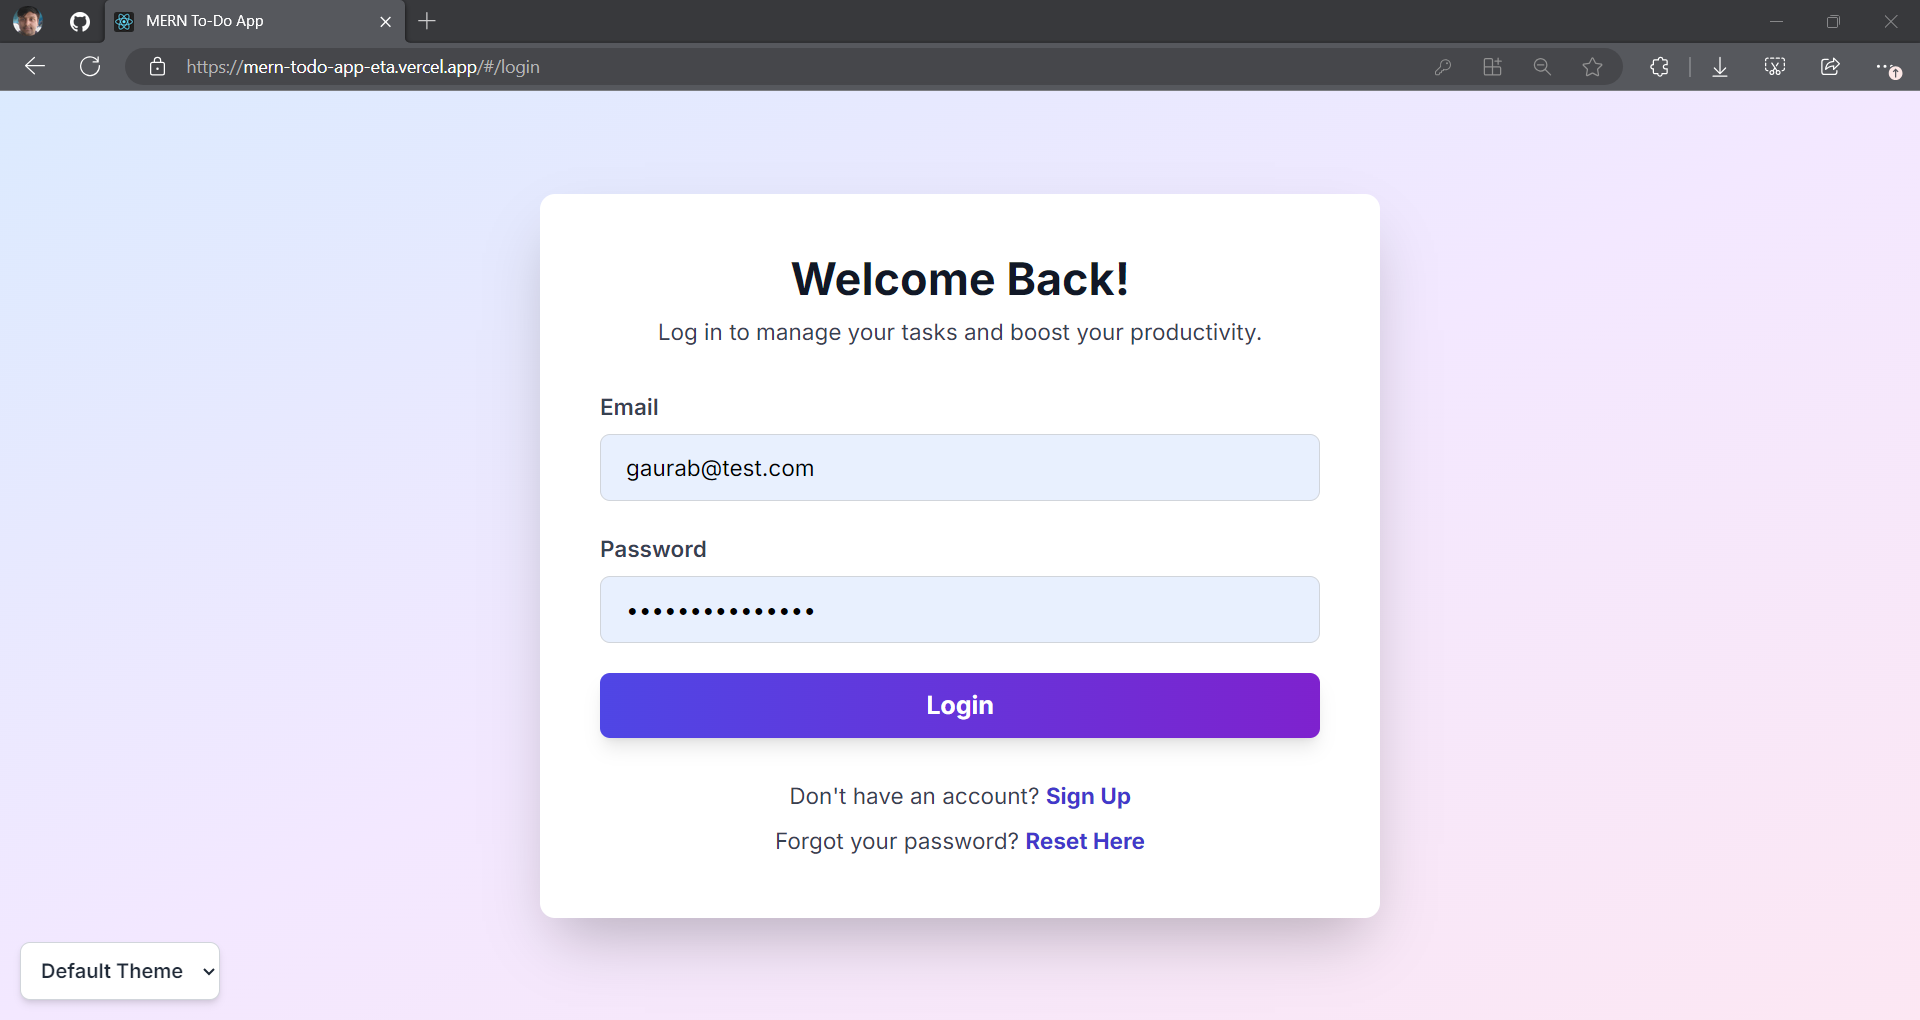 MERN To-Do App
https://mern-todo-app-eta.vercel.app/#/login
Welcome Back!
Log in to manage your tasks and boost your productivity.
Email
gaurab@test.com
Password
•••••••••••••••
Login
Don't have an account? Sign Up
Forgot your password? Reset Here
Default Theme